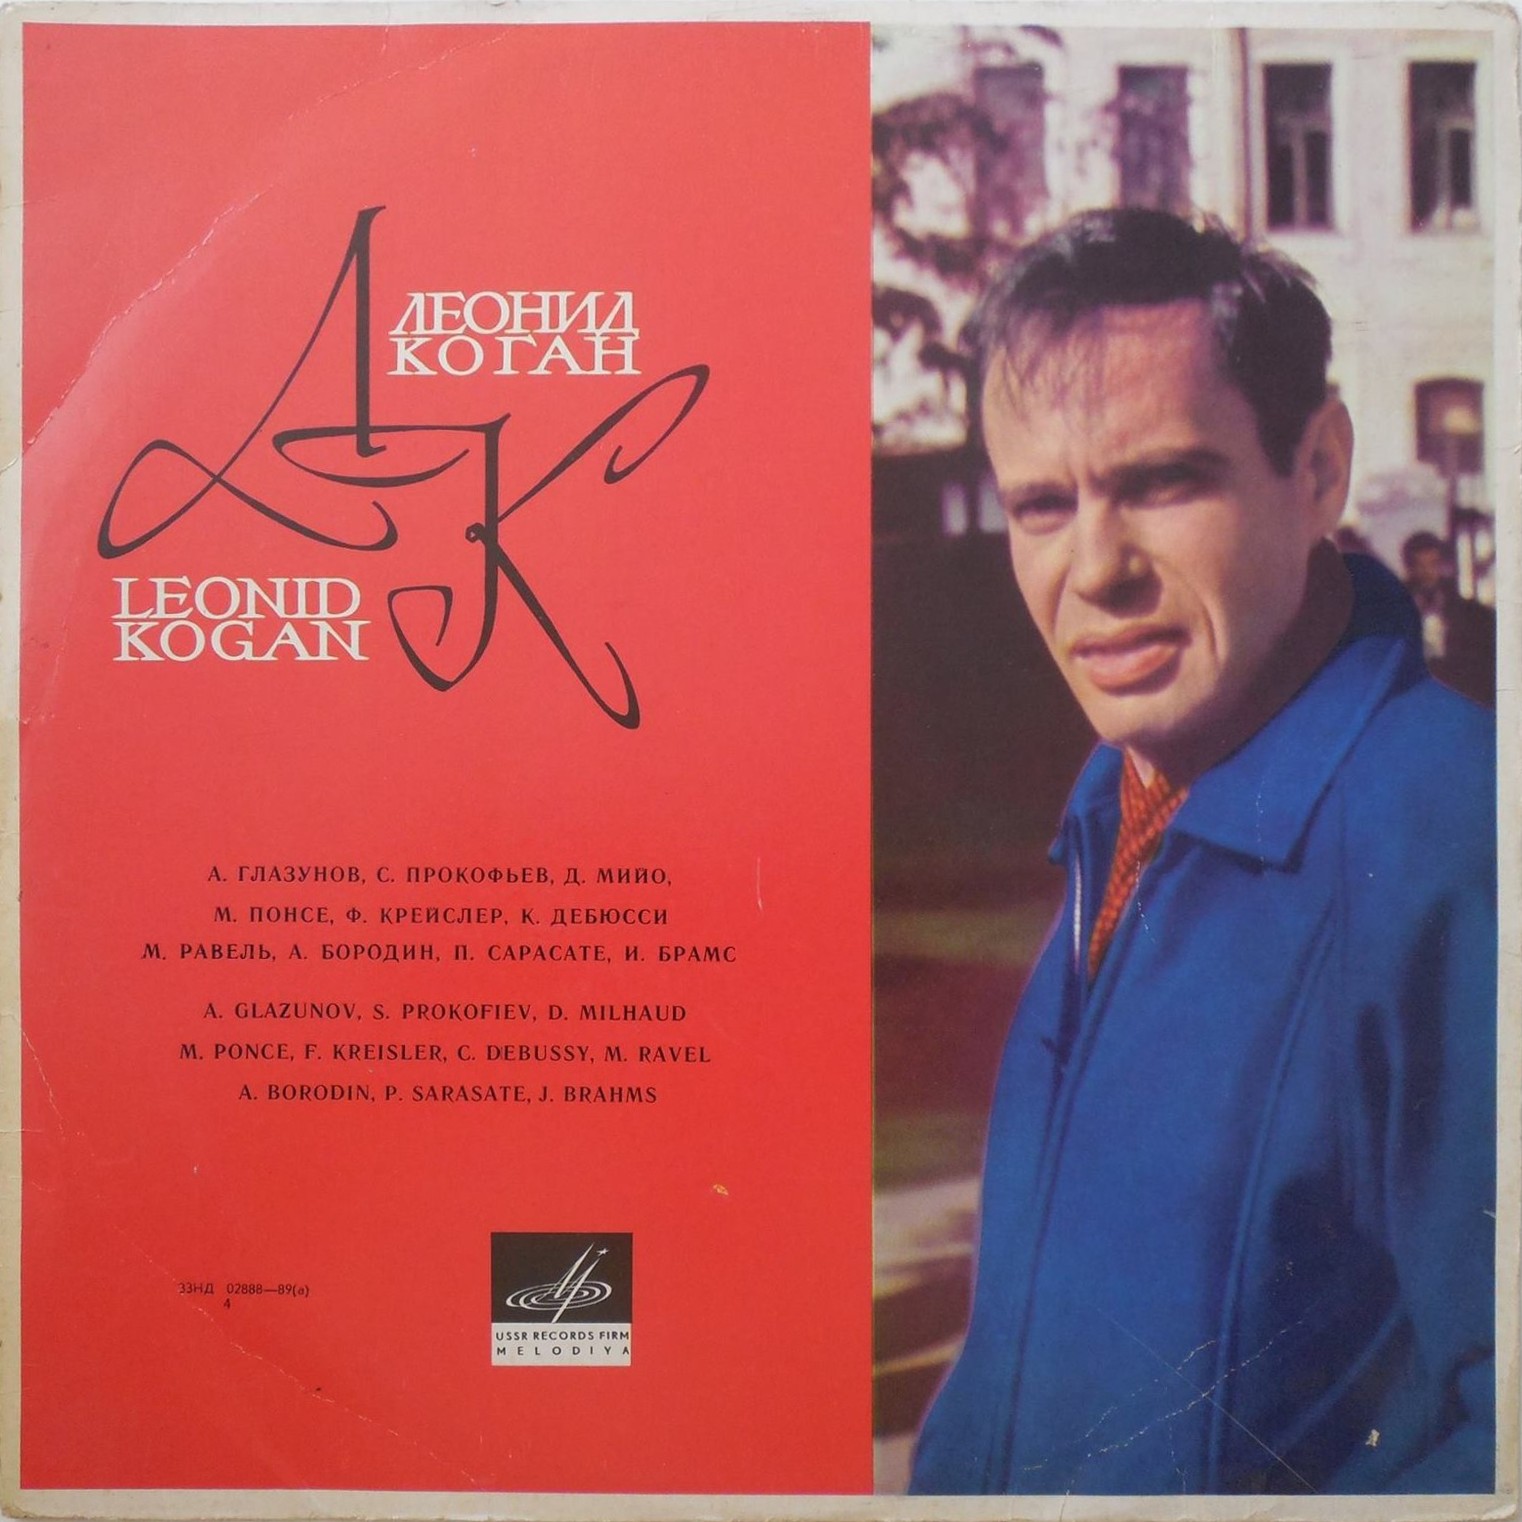 ЛЕОНИД
КОГАН
ЛК
LEONID
KOGAN
А. ГЛАЗУНОВ, С. ПРОКОФЬЕВ, Д. МИЙО,
М. ПОНСЕ, Ф. КРЕЙСЛЕР, К. ДЕБЮССИ
М. РАВЕЛЬ, А. БОРОДИН, П. САРАСАТЕ, И. БРАМС
A. GLAZUNOV, S. PROKOFIEV, D. MILHAUD
M. PONCE, F. KREISLER, C. DEBUSSY, M. RAVEL
A. BORODIN, P. SARASATE, J. BRAHMS
33НД 02888—89(а)
4
USSR RECORDS FIRM
MELODIYA